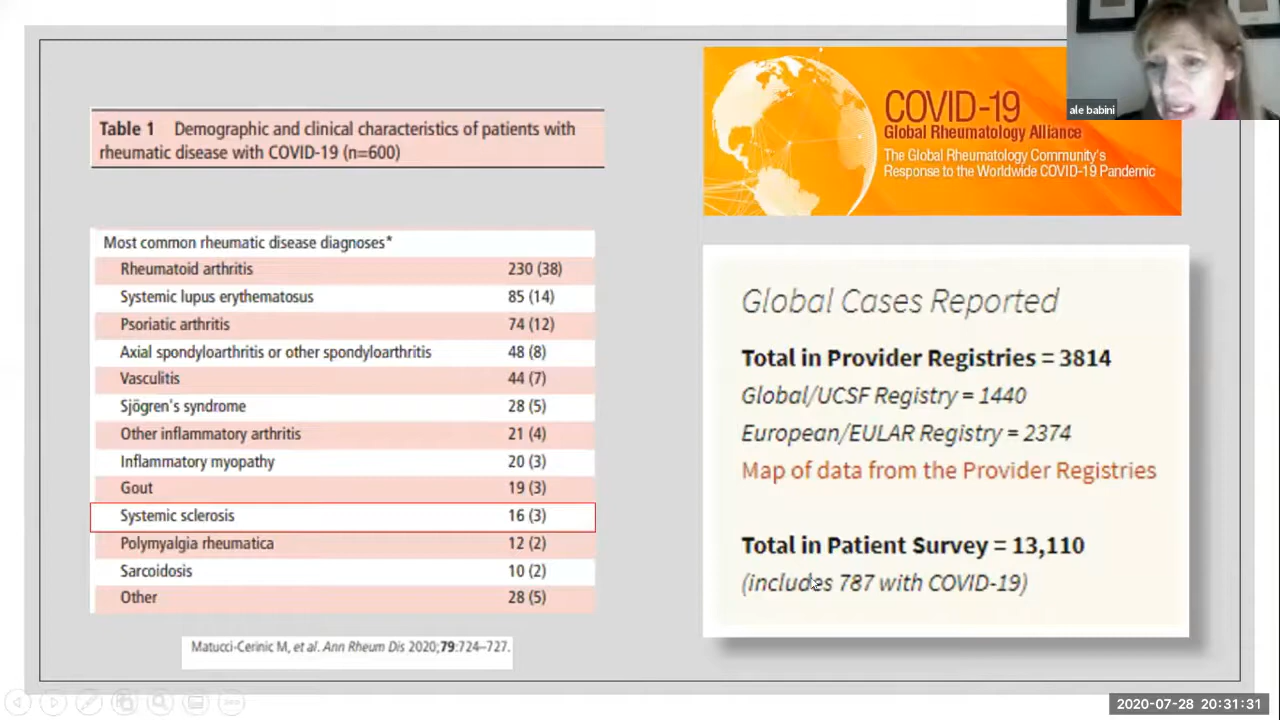 Table 1 Demographic and clinical characteristics of patients with
rheumatic disease with COVID-19 (n=600)
Most common rheumatic disease diagnoses*
Rheumatoid arthritis 230 (38)
Systemic lupus erythematosus 85 (14)
Psoriatic arthritis 74 (12)
Axial spondyloarthritis or other spondyloarthritis 48 (8)
Vasculitis 44 (7)
Sjögren's syndrome 28 (5)
Other inflammatory arthritis 21 (4)
Inflammatory myopathy 20 (3)
Gout 19 (3)
Systemic sclerosis 16 (3)
Polymyalgia rheumatica 12 (2)
Sarcoidosis 10 (2)
Other 28 (5)
Matucci-Cerinic M, et al. Ann Rheum Dis 2020;79:724–727.
COVID-19
Global Rheumatology Alliance
The Global Rheumatology Community's
Response to the Worldwide COVID-19 Pandemic
ale babini
Global Cases Reported
Total in Provider Registries = 3814
Global/UCSF Registry = 1440
European/EULAR Registry = 2374
Map of data from the Provider Registries
Total in Patient Survey = 13,110
(includes 787 with COVID-19)
2020-07-28 20:31:31